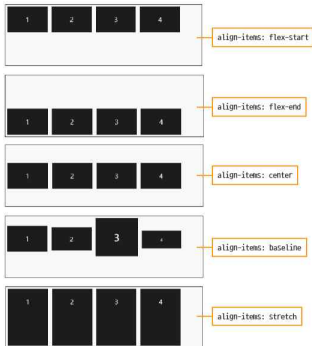 1 2 3 4
align-items: flex-start
align-items: flex-end
1 2 3 4
align-items: center
1 2 3 4
1 2 3 4
align-items: baseline
1 2 3 4
align-items: stretch